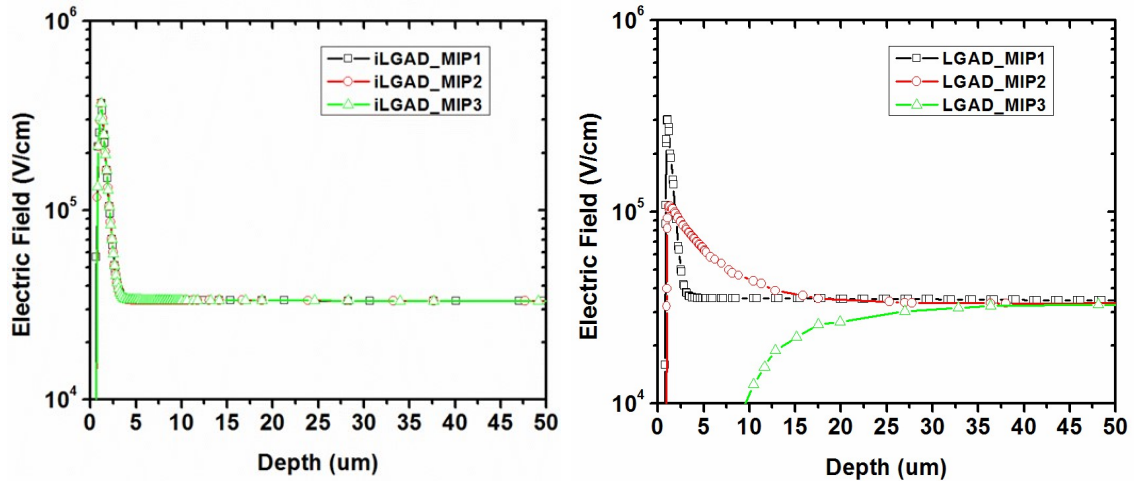 10⁶
iLGAD_MIP1
iLGAD_MIP2
iLGAD_MIP3
10⁵
10⁴
Electric Field (V/cm)
0 5 10 15 20 25 30 35 40 45 50
Depth (um)
10⁶
LGAD_MIP1
LGAD_MIP2
LGAD_MIP3
10⁵
10⁴
Electric Field (V/cm)
0 5 10 15 20 25 30 35 40 45 50
Depth (um)